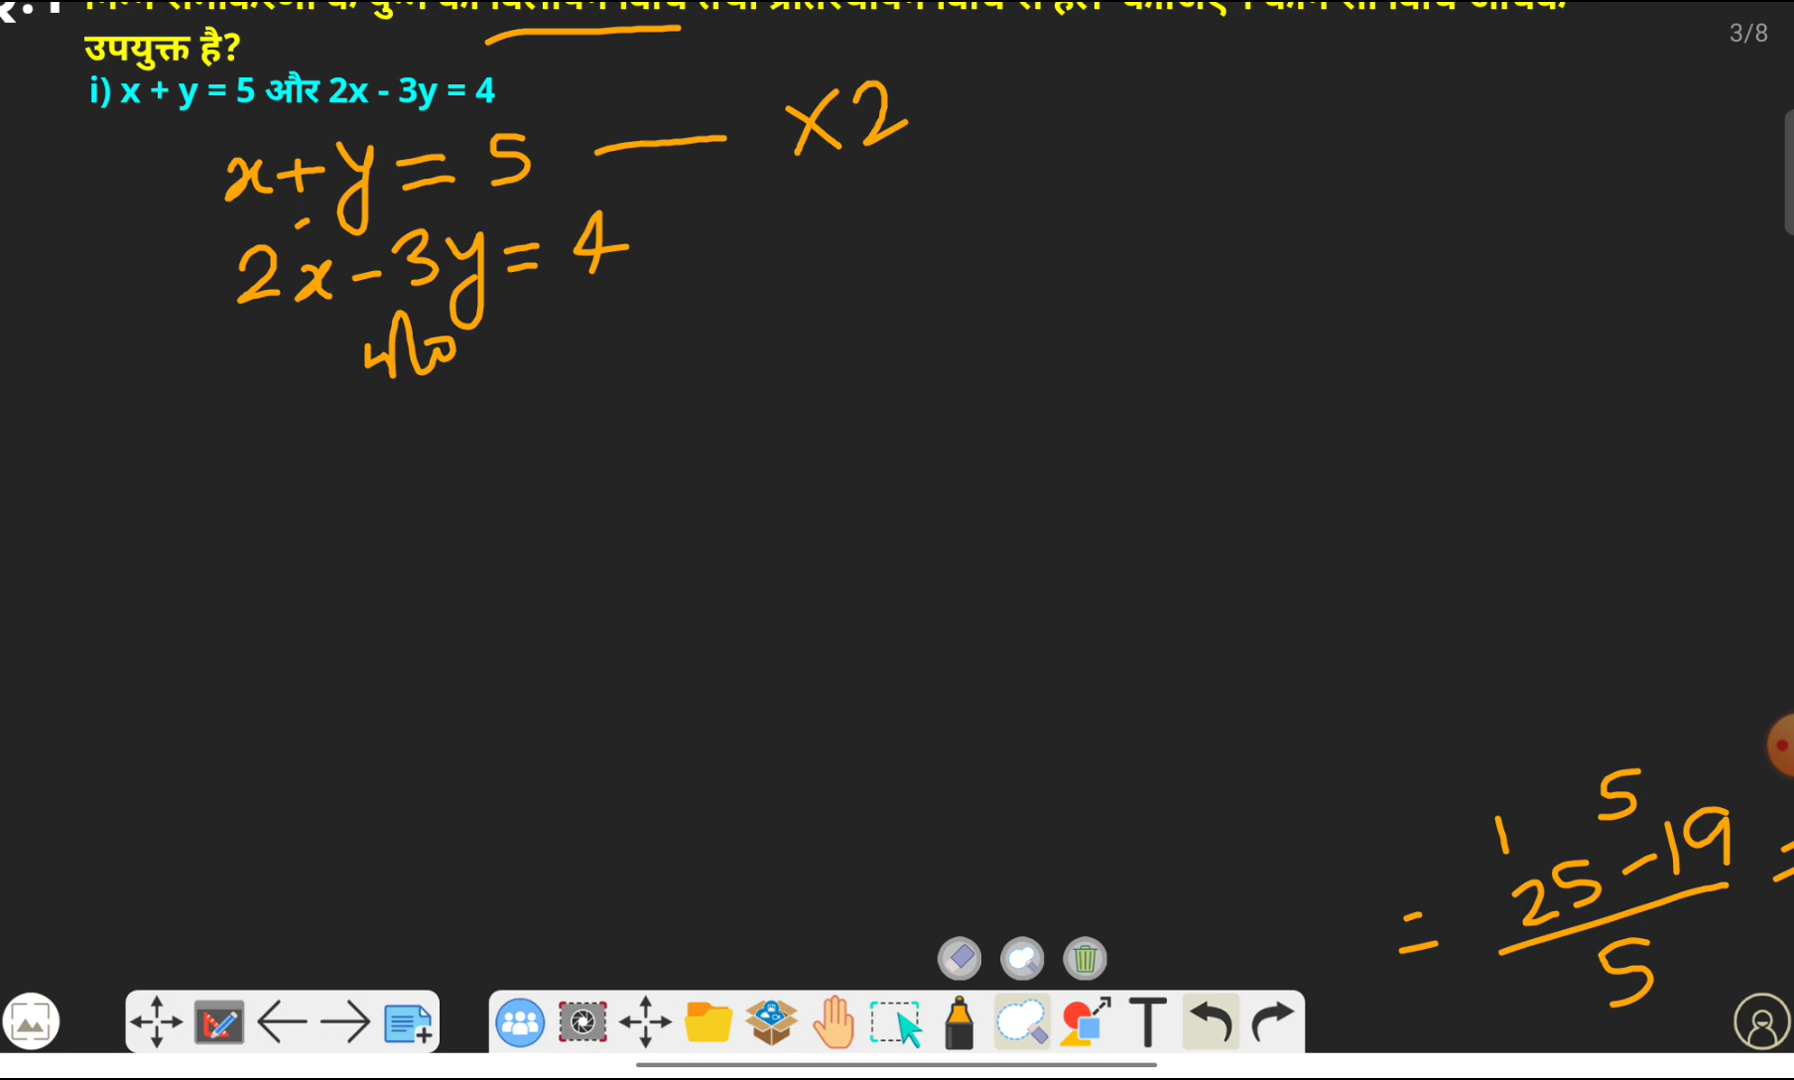 3/8
उपयुक्त है?
i) x + y = 5 और 2x - 3y = 4
x+y=5 — ×2
2x-3y=4
1 5
= 25-19 =
5
T